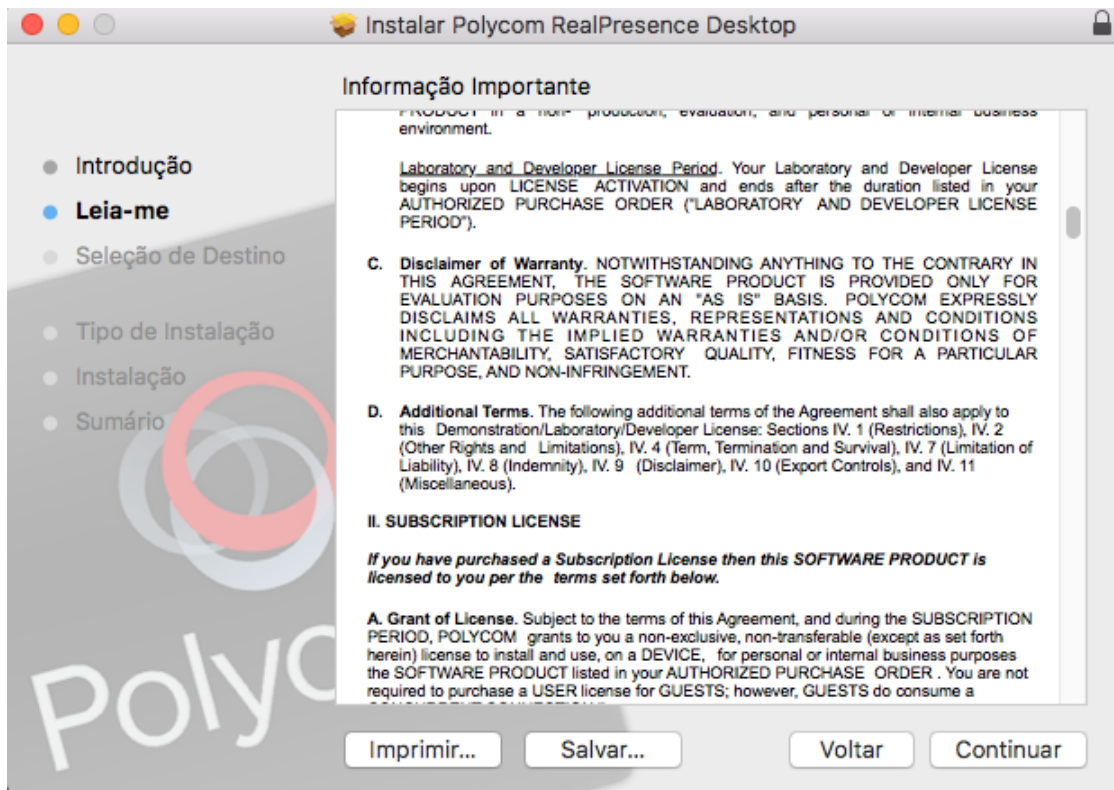 Instalar Polycom RealPresence Desktop
Informação Importante
Introdução
Leia-me
Seleção de Destino
Tipo de Instalação
Instalação
Sumário
PRODUCT in a non- production, evaluation, and personal or internal business
environment.
Laboratory and Developer License Period. Your Laboratory and Developer License
begins upon LICENSE ACTIVATION and ends after the duration listed in your
AUTHORIZED PURCHASE ORDER ("LABORATORY AND DEVELOPER LICENSE
PERIOD").
C. Disclaimer of Warranty. NOTWITHSTANDING ANYTHING TO THE CONTRARY IN
THIS AGREEMENT, THE SOFTWARE PRODUCT IS PROVIDED ONLY FOR
EVALUATION PURPOSES ON AN "AS IS" BASIS. POLYCOM EXPRESSLY
DISCLAIMS ALL WARRANTIES, REPRESENTATIONS AND CONDITIONS
INCLUDING THE IMPLIED WARRANTIES AND/OR CONDITIONS OF
MERCHANTABILITY, SATISFACTORY QUALITY, FITNESS FOR A PARTICULAR
PURPOSE, AND NON-INFRINGEMENT.
D. Additional Terms. The following additional terms of the Agreement shall also apply to
this Demonstration/Laboratory/Developer License: Sections IV. 1 (Restrictions), IV. 2
(Other Rights and Limitations), IV. 4 (Term, Termination and Survival), IV. 7 (Limitation of
Liability), IV. 8 (Indemnity), IV. 9 (Disclaimer), IV. 10 (Export Controls), and IV. 11
(Miscellaneous).
II. SUBSCRIPTION LICENSE
If you have purchased a Subscription License then this SOFTWARE PRODUCT is
licensed to you per the terms set forth below.
A. Grant of License. Subject to the terms of this Agreement, and during the SUBSCRIPTION
PERIOD, POLYCOM grants to you a non-exclusive, non-transferable (except as set forth
herein) license to install and use, on a DEVICE, for personal or internal business purposes
the SOFTWARE PRODUCT listed in your AUTHORIZED PURCHASE ORDER . You are not
required to purchase a USER license for GUESTS; however, GUESTS do consume a
Polyc
Imprimir...
Salvar...
Voltar
Continuar